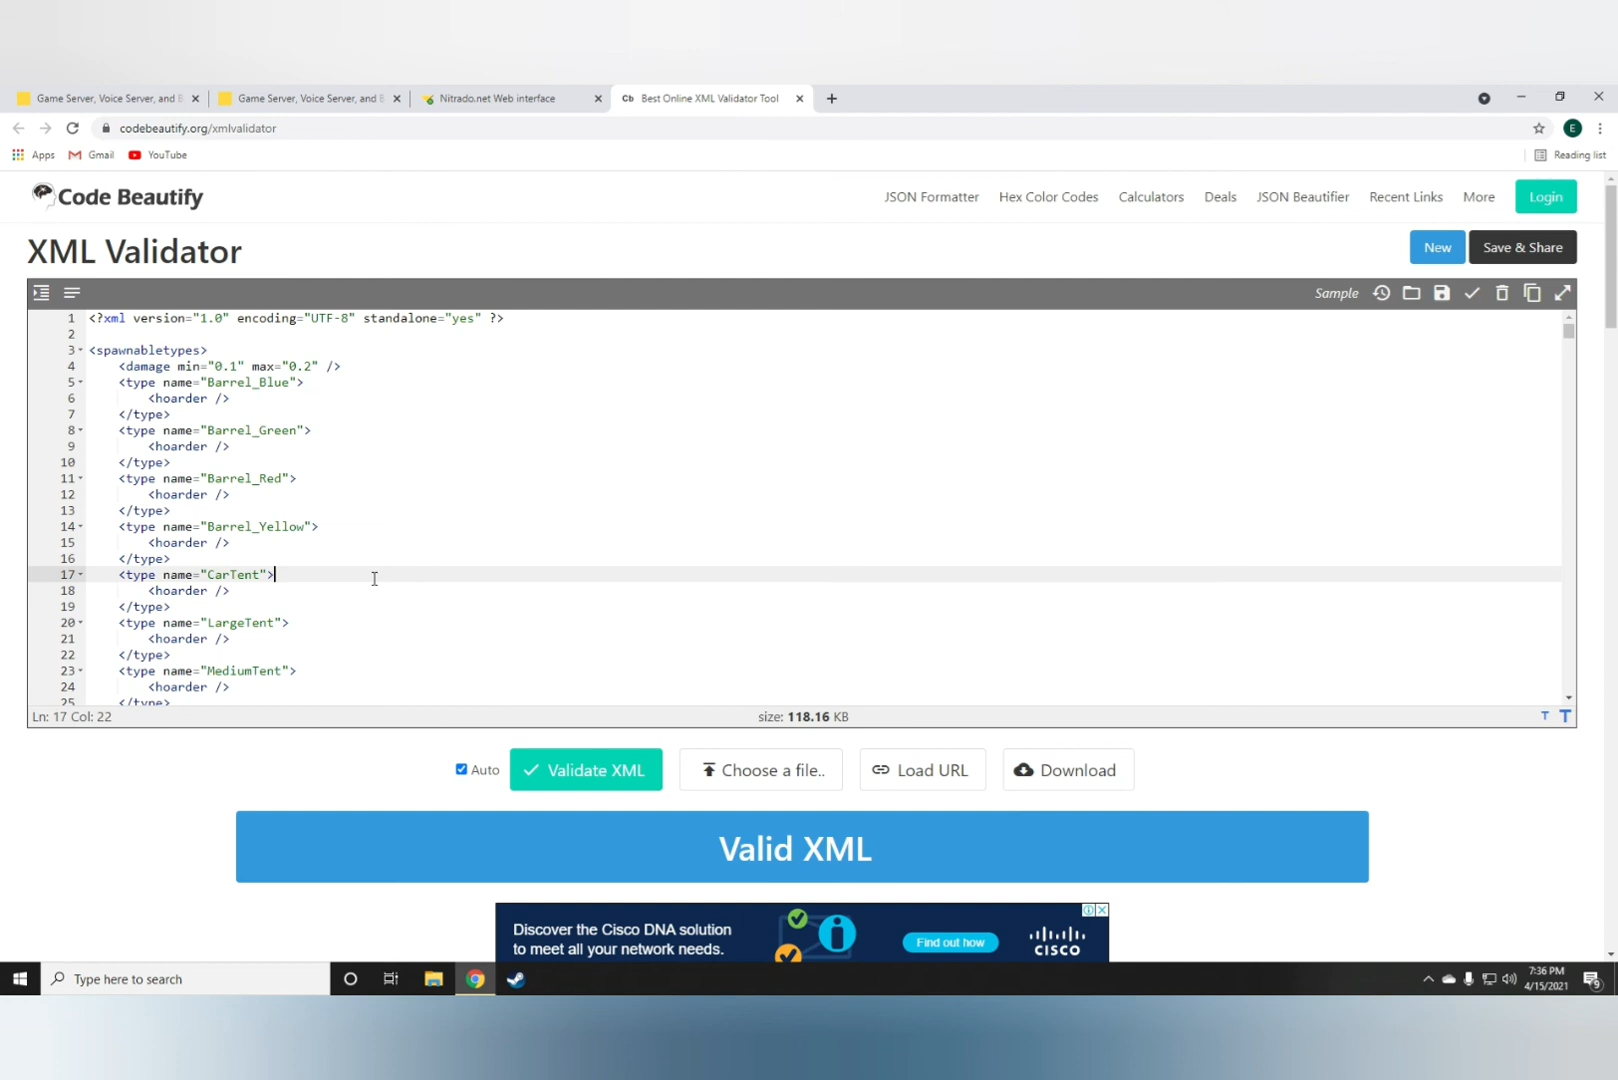 Game Server, Voice Server, and E
Game Server, Voice Server, and E
Nitrado.net Web interface
Cb Best Online XML Validator Tool
codebeautify.org/xmlvalidator
E
Apps Gmail YouTube
Reading list
Code Beautify
JSON Formatter Hex Color Codes Calculators Deals JSON Beautifier Recent Links More Login
XML Validator
New Save & Share
Sample
1 <?xml version="1.0" encoding="UTF-8" standalone="yes" ?>
2
3 <spawnabletypes>
4 <damage min="0.1" max="0.2" />
5 <type name="Barrel_Blue">
6 <hoarder />
7 </type>
8 <type name="Barrel_Green">
9 <hoarder />
10 </type>
11 <type name="Barrel_Red">
12 <hoarder />
13 </type>
14 <type name="Barrel_Yellow">
15 <hoarder />
16 </type>
17 <type name="CarTent">
18 <hoarder />
19 </type>
20 <type name="LargeTent">
21 <hoarder />
22 </type>
23 <type name="MediumTent">
24 <hoarder />
25 </type>
Ln: 17 Col: 22 size: 118.16 KB T T
Auto Validate XML Choose a file.. Load URL Download
Valid XML
Discover the Cisco DNA solution
to meet all your network needs.
Find out how
CISCO
Type here to search
7:36 PM
4/15/2021
9